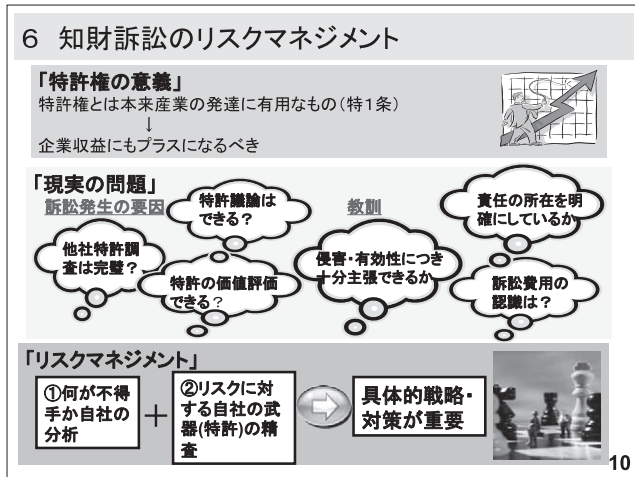 6 知財訴訟のリスクマネジメント
「特許権の意義」
特許権とは本来産業の発達に有用なもの(特1条)
↓
企業収益にもプラスになるべき
「現実の問題」
訴訟発生の要因
他社特許調
査は完璧?
特許議論は
できる?
特許の価値評価
できる?
教訓
侵害・有効性につき
十分主張できるか
責任の所在を明
確にしているか
訴訟費用の
認識は?
「リスクマネジメント」
①何が不得
手か自社の
分析
+
②リスクに対
する自社の武
器(特許)の精
査
具体的戦略・
対策が重要
10